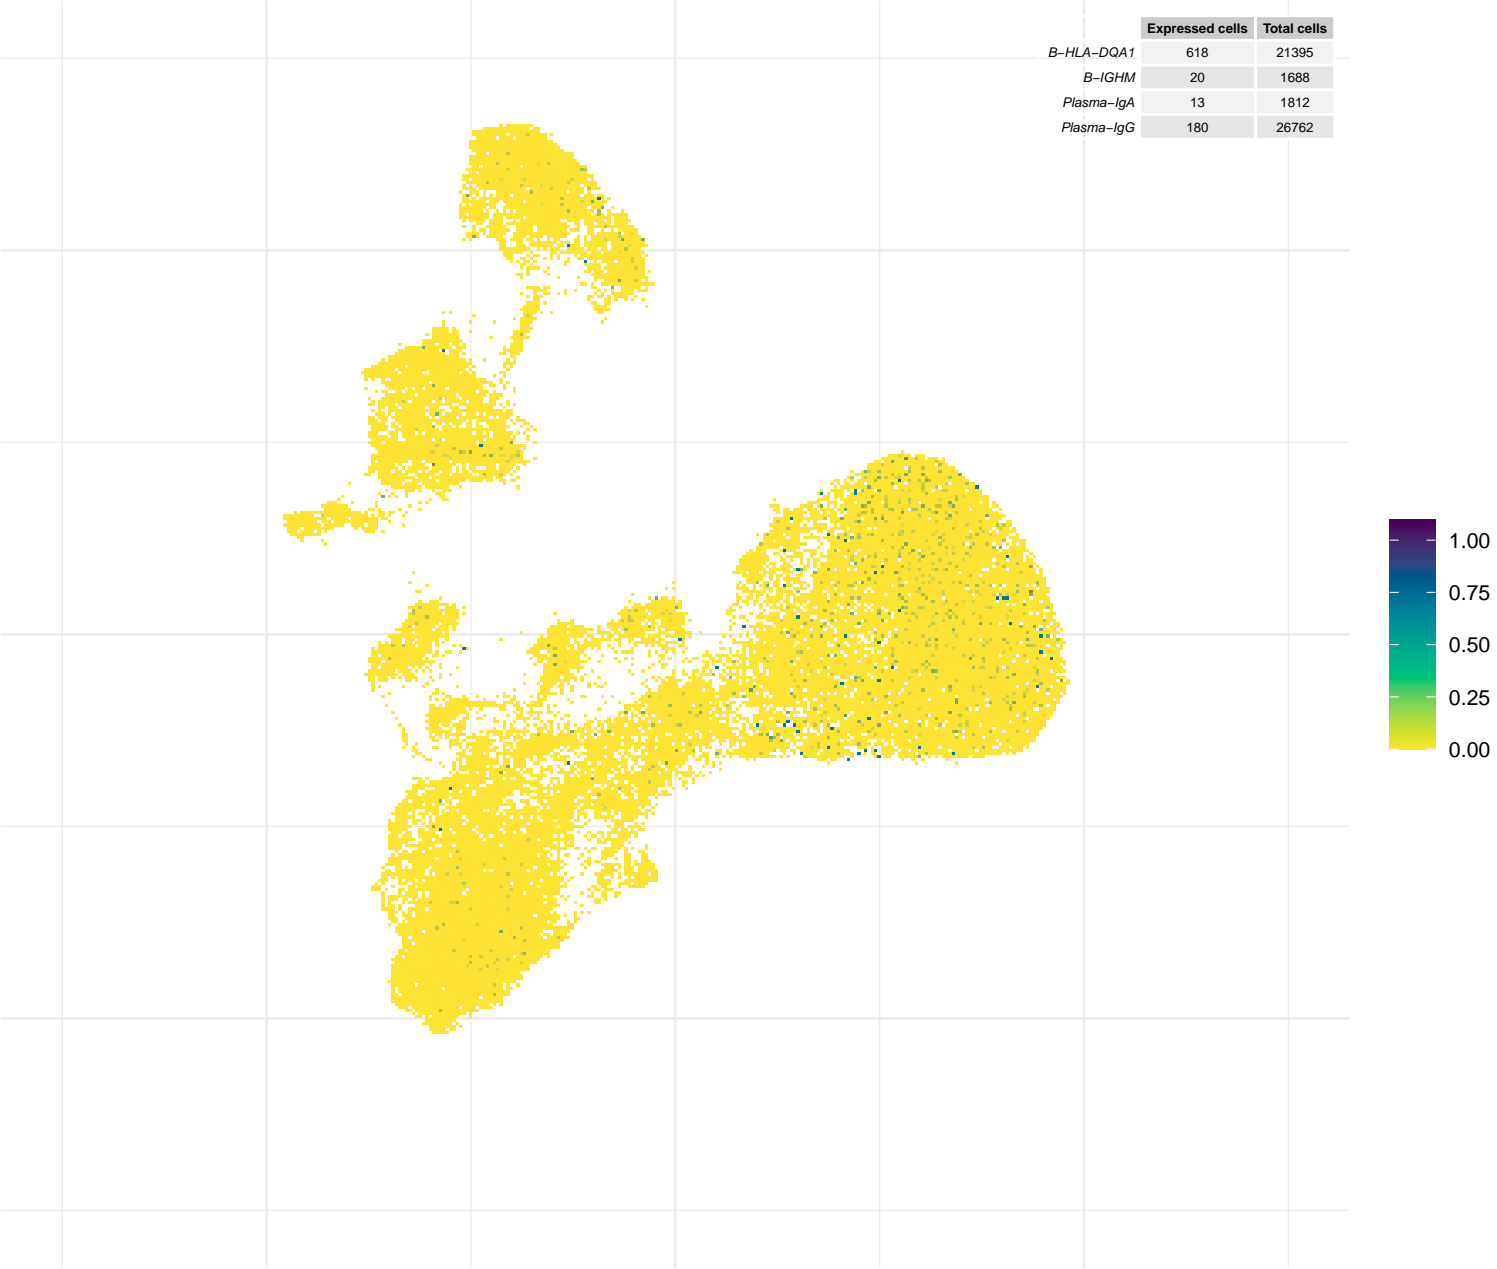 Expressed cells Total cells
B−HLA−DQA1 618 21395
B−IGHM 20 1688
Plasma−IgA 13 1812
Plasma−IgG 180 26762
1.00
0.75
0.50
0.25
0.00